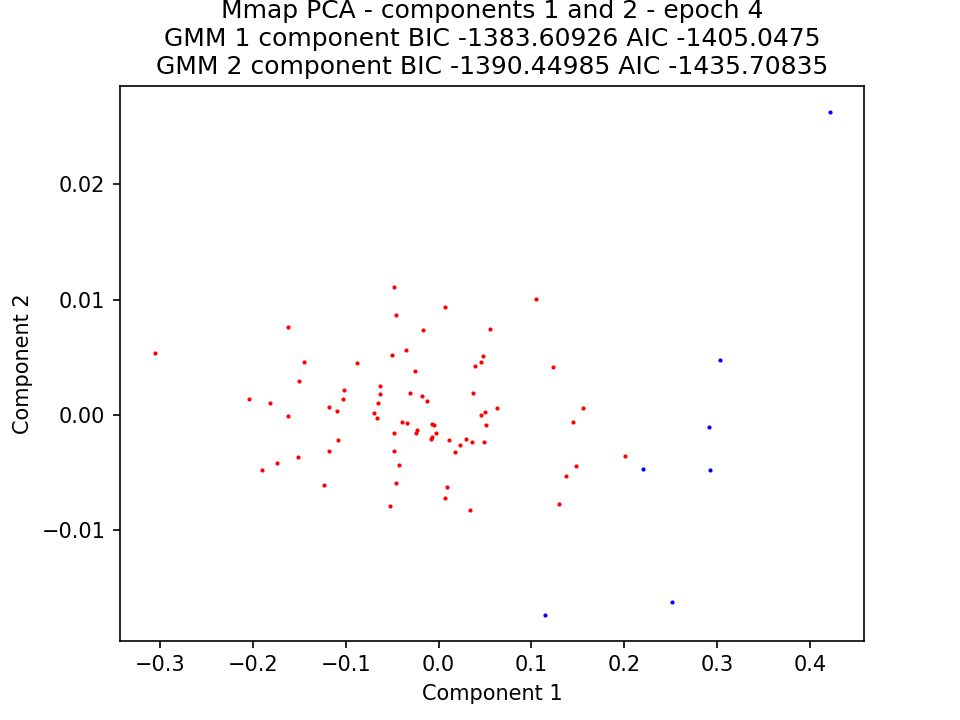 Mmap PCA - components 1 and 2 - epoch 4
GMM 1 component BIC -1383.60926 AIC -1405.0475
GMM 2 component BIC -1390.44985 AIC -1435.70835
Component 2
0.02
0.01
0.00
−0.01
−0.3 −0.2 −0.1 0.0 0.1 0.2 0.3 0.4
Component 1